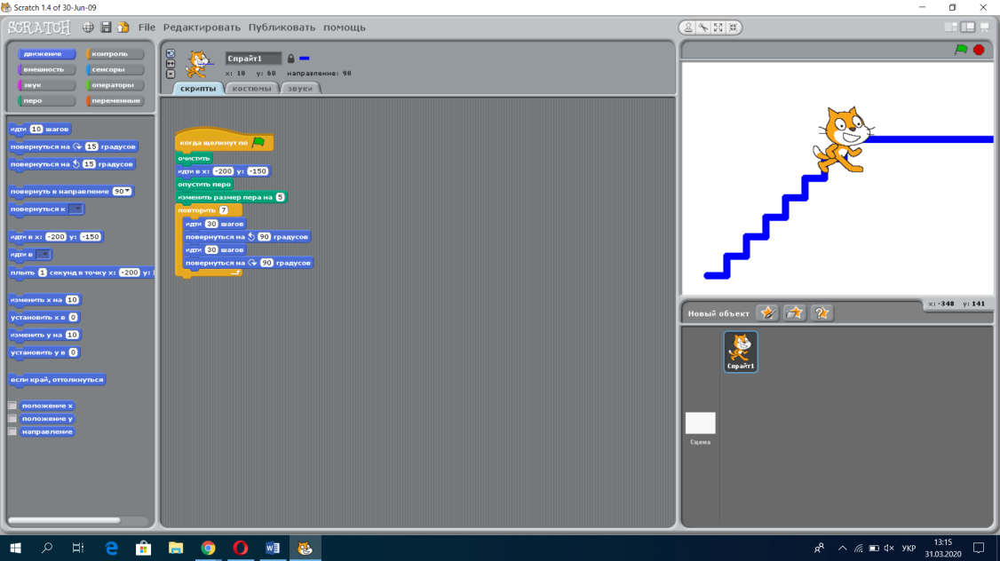 Scratch 1.4 of 30-Jun-09
SCRATCH File Редактировать Публиковать помощь
движение контроль
внешность сенсоры
звук операторы
перо переменные
идти 10 шагов
повернуться на 15 градусов
повернуться на 15 градусов
повернуть в направление 90
повернуться к
идти в x: -200 y: -150
идти в
плыть 1 секунд в точку x: -200 y:
изменить x на 10
установить x в 0
изменить y на 10
установить y в 0
если край, оттолкнуться
положение x
положение y
направление
Спрайт1
x: 10 y: 60 направление: 90
скрипты костюмы звуки
когда щелкнут по
очистить
идти в x: -200 y: -150
опустить перо
изменить размер пера на 5
повторить 7
идти 30 шагов
повернуться на 90 градусов
идти 30 шагов
повернуться на 90 градусов
x: -348 y: 141
Новый объект
Спрайт1
Сцена
УКР
13:15
31.03.2020